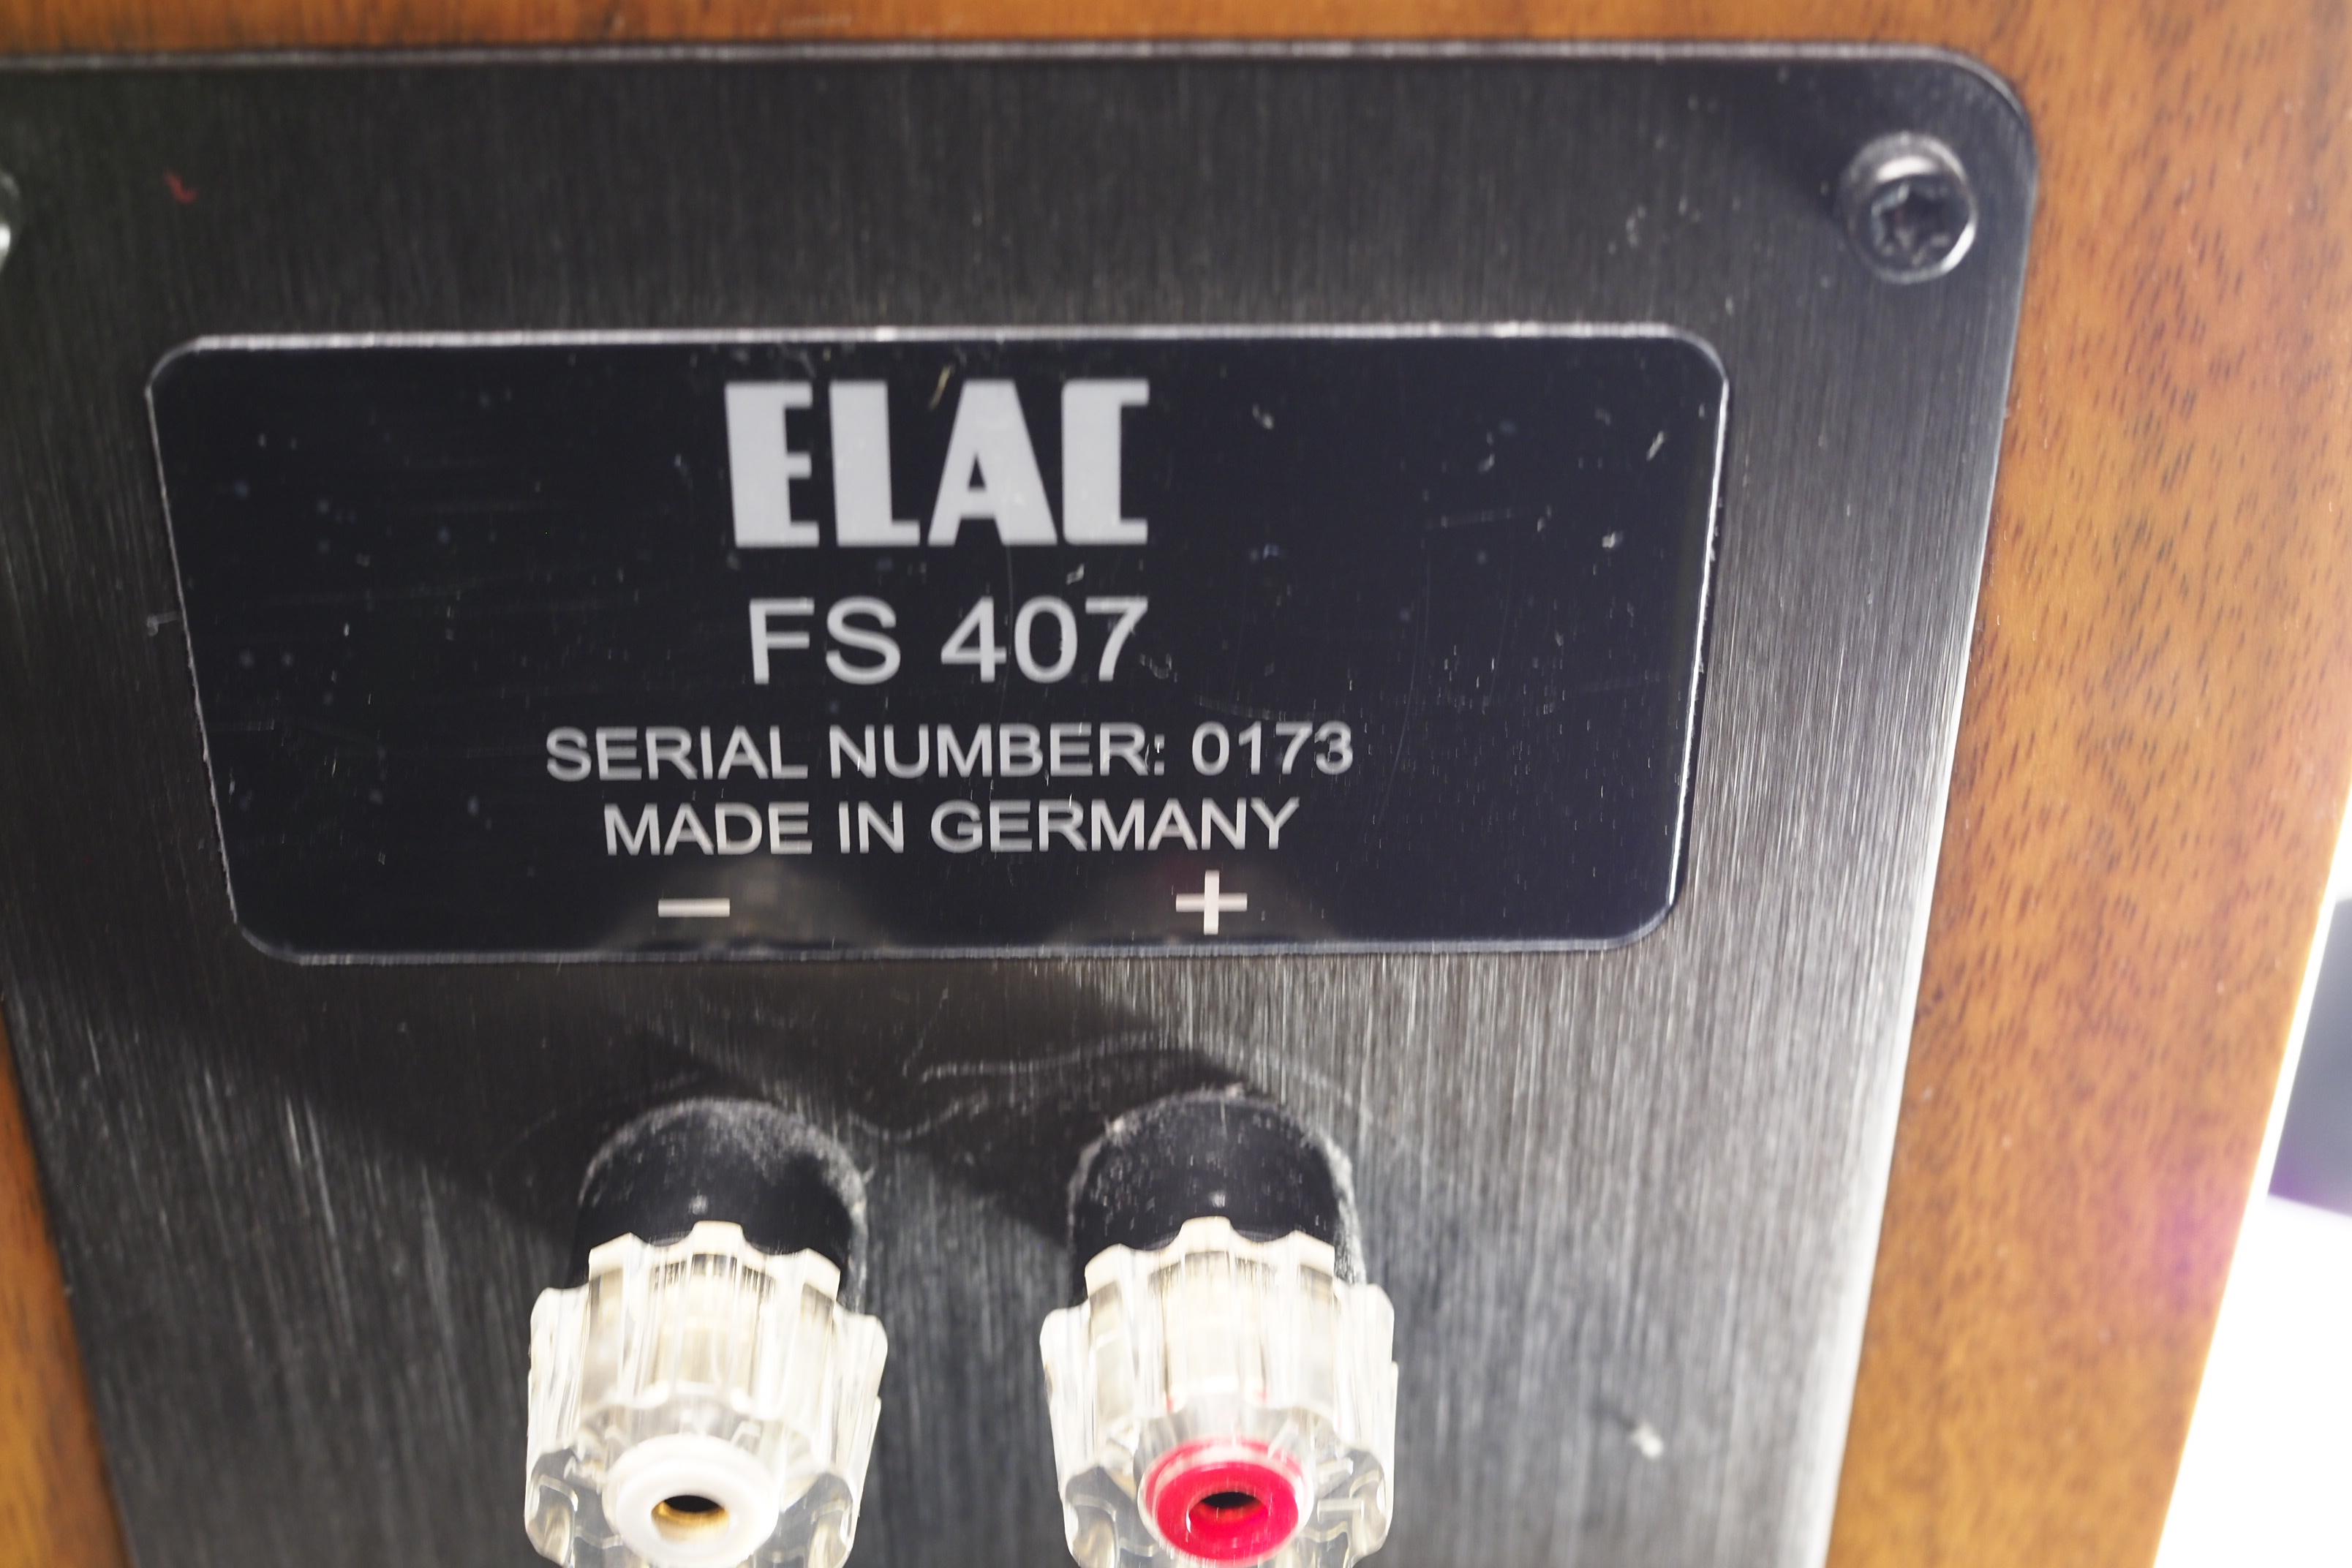 ELAC
FS 407
SERIAL NUMBER: 0173
MADE IN GERMANY
− +